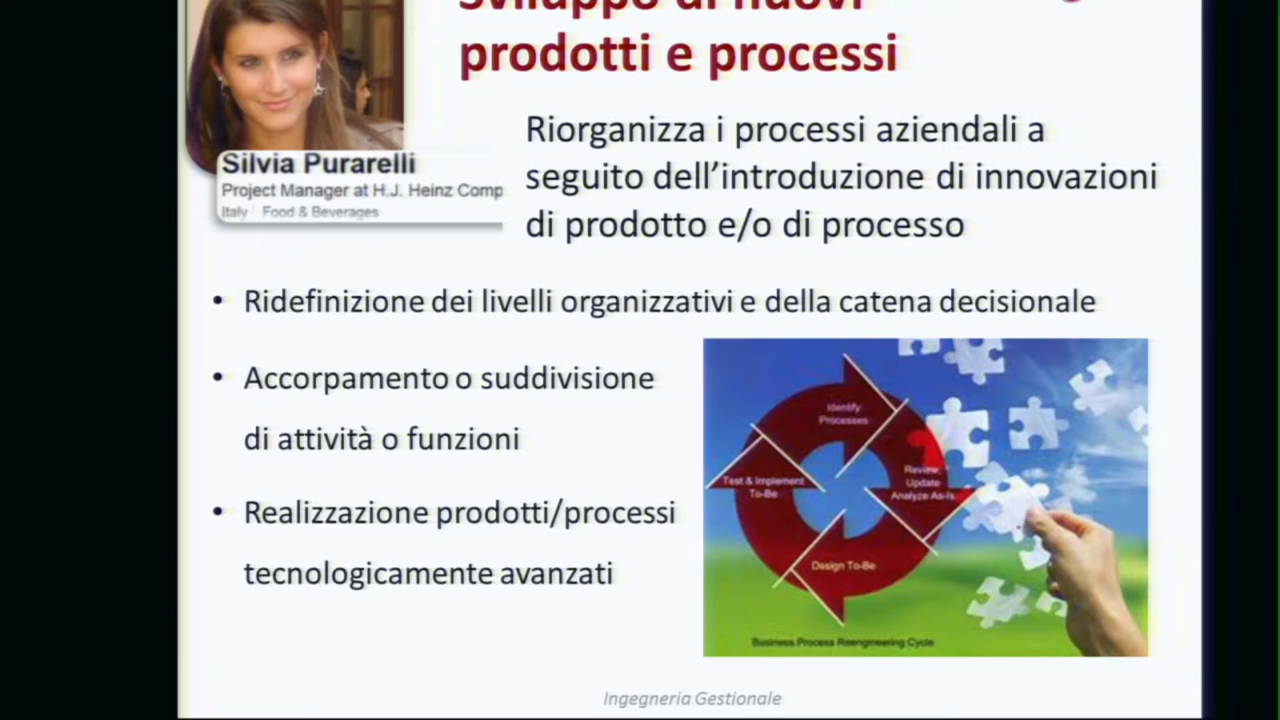 Sviluppo di nuovi
prodotti e processi
Silvia Purarelli
Project Manager at H.J. Heinz Comp
Italy Food & Beverages
Riorganizza i processi aziendali a
seguito dell’introduzione di innovazioni
di prodotto e/o di processo
• Ridefinizione dei livelli organizzativi e della catena decisionale
• Accorpamento o suddivisione
di attività o funzioni
• Realizzazione prodotti/processi
tecnologicamente avanzati
Identify
Processes
Review,
Update
Analyze As-Is
Test & Implement
To-Be
Design To-Be
Business Process Reengineering Cycle
Ingegneria Gestionale